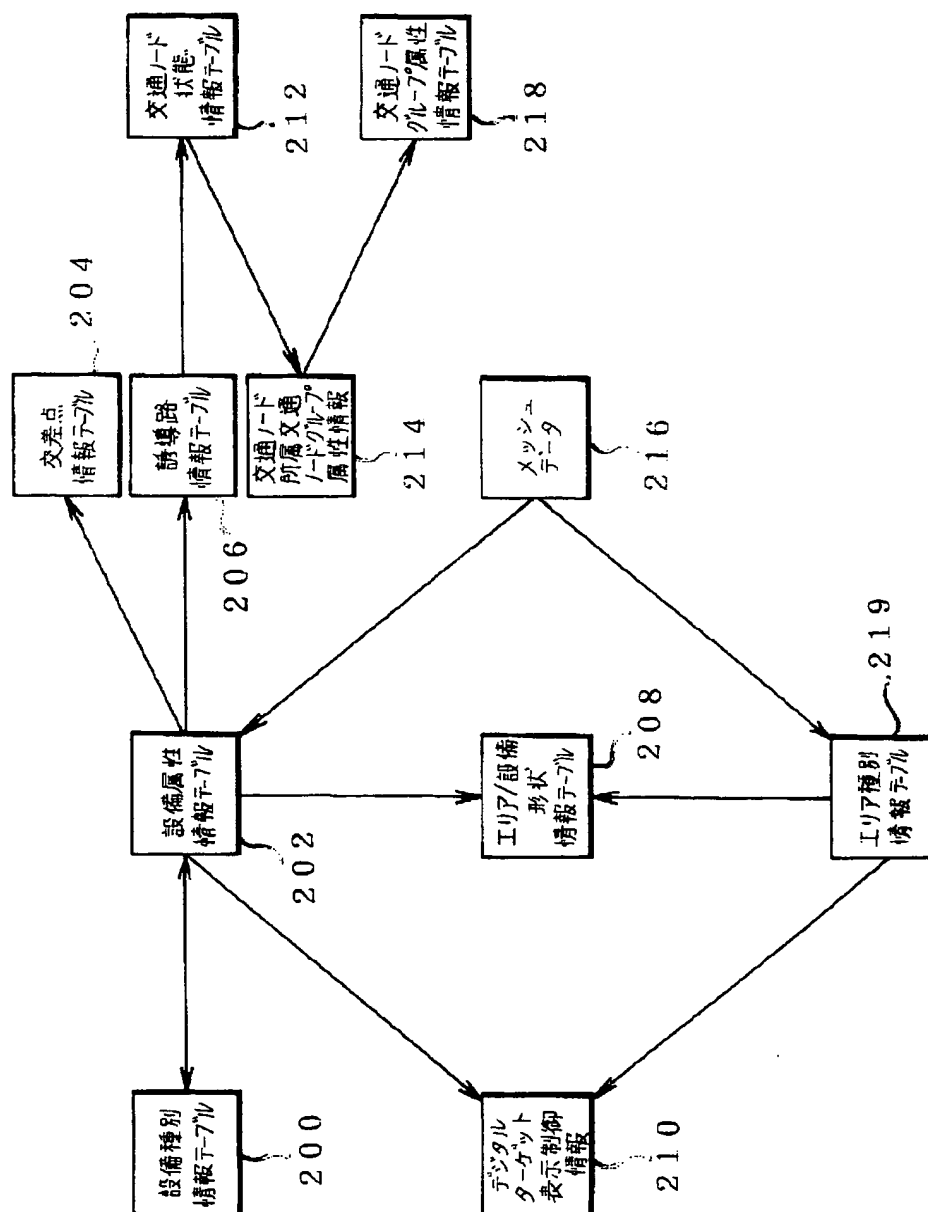 交通ノード
状態
情報テーブル
212
交通ノード
グループ属性
情報テーブル
218
交差点
情報テーブル
204
誘導路
情報テーブル
206
交通ノード
所属交通
ノードグループ
属性情報
214
メッシュ
データ
216
設備属性
情報テーブル
202
エリア/設備
形状
情報テーブル
208
エリア種別
情報テーブル
219
設備種別
情報テーブル
200
デジタル
ターゲット
表示制御
情報
210